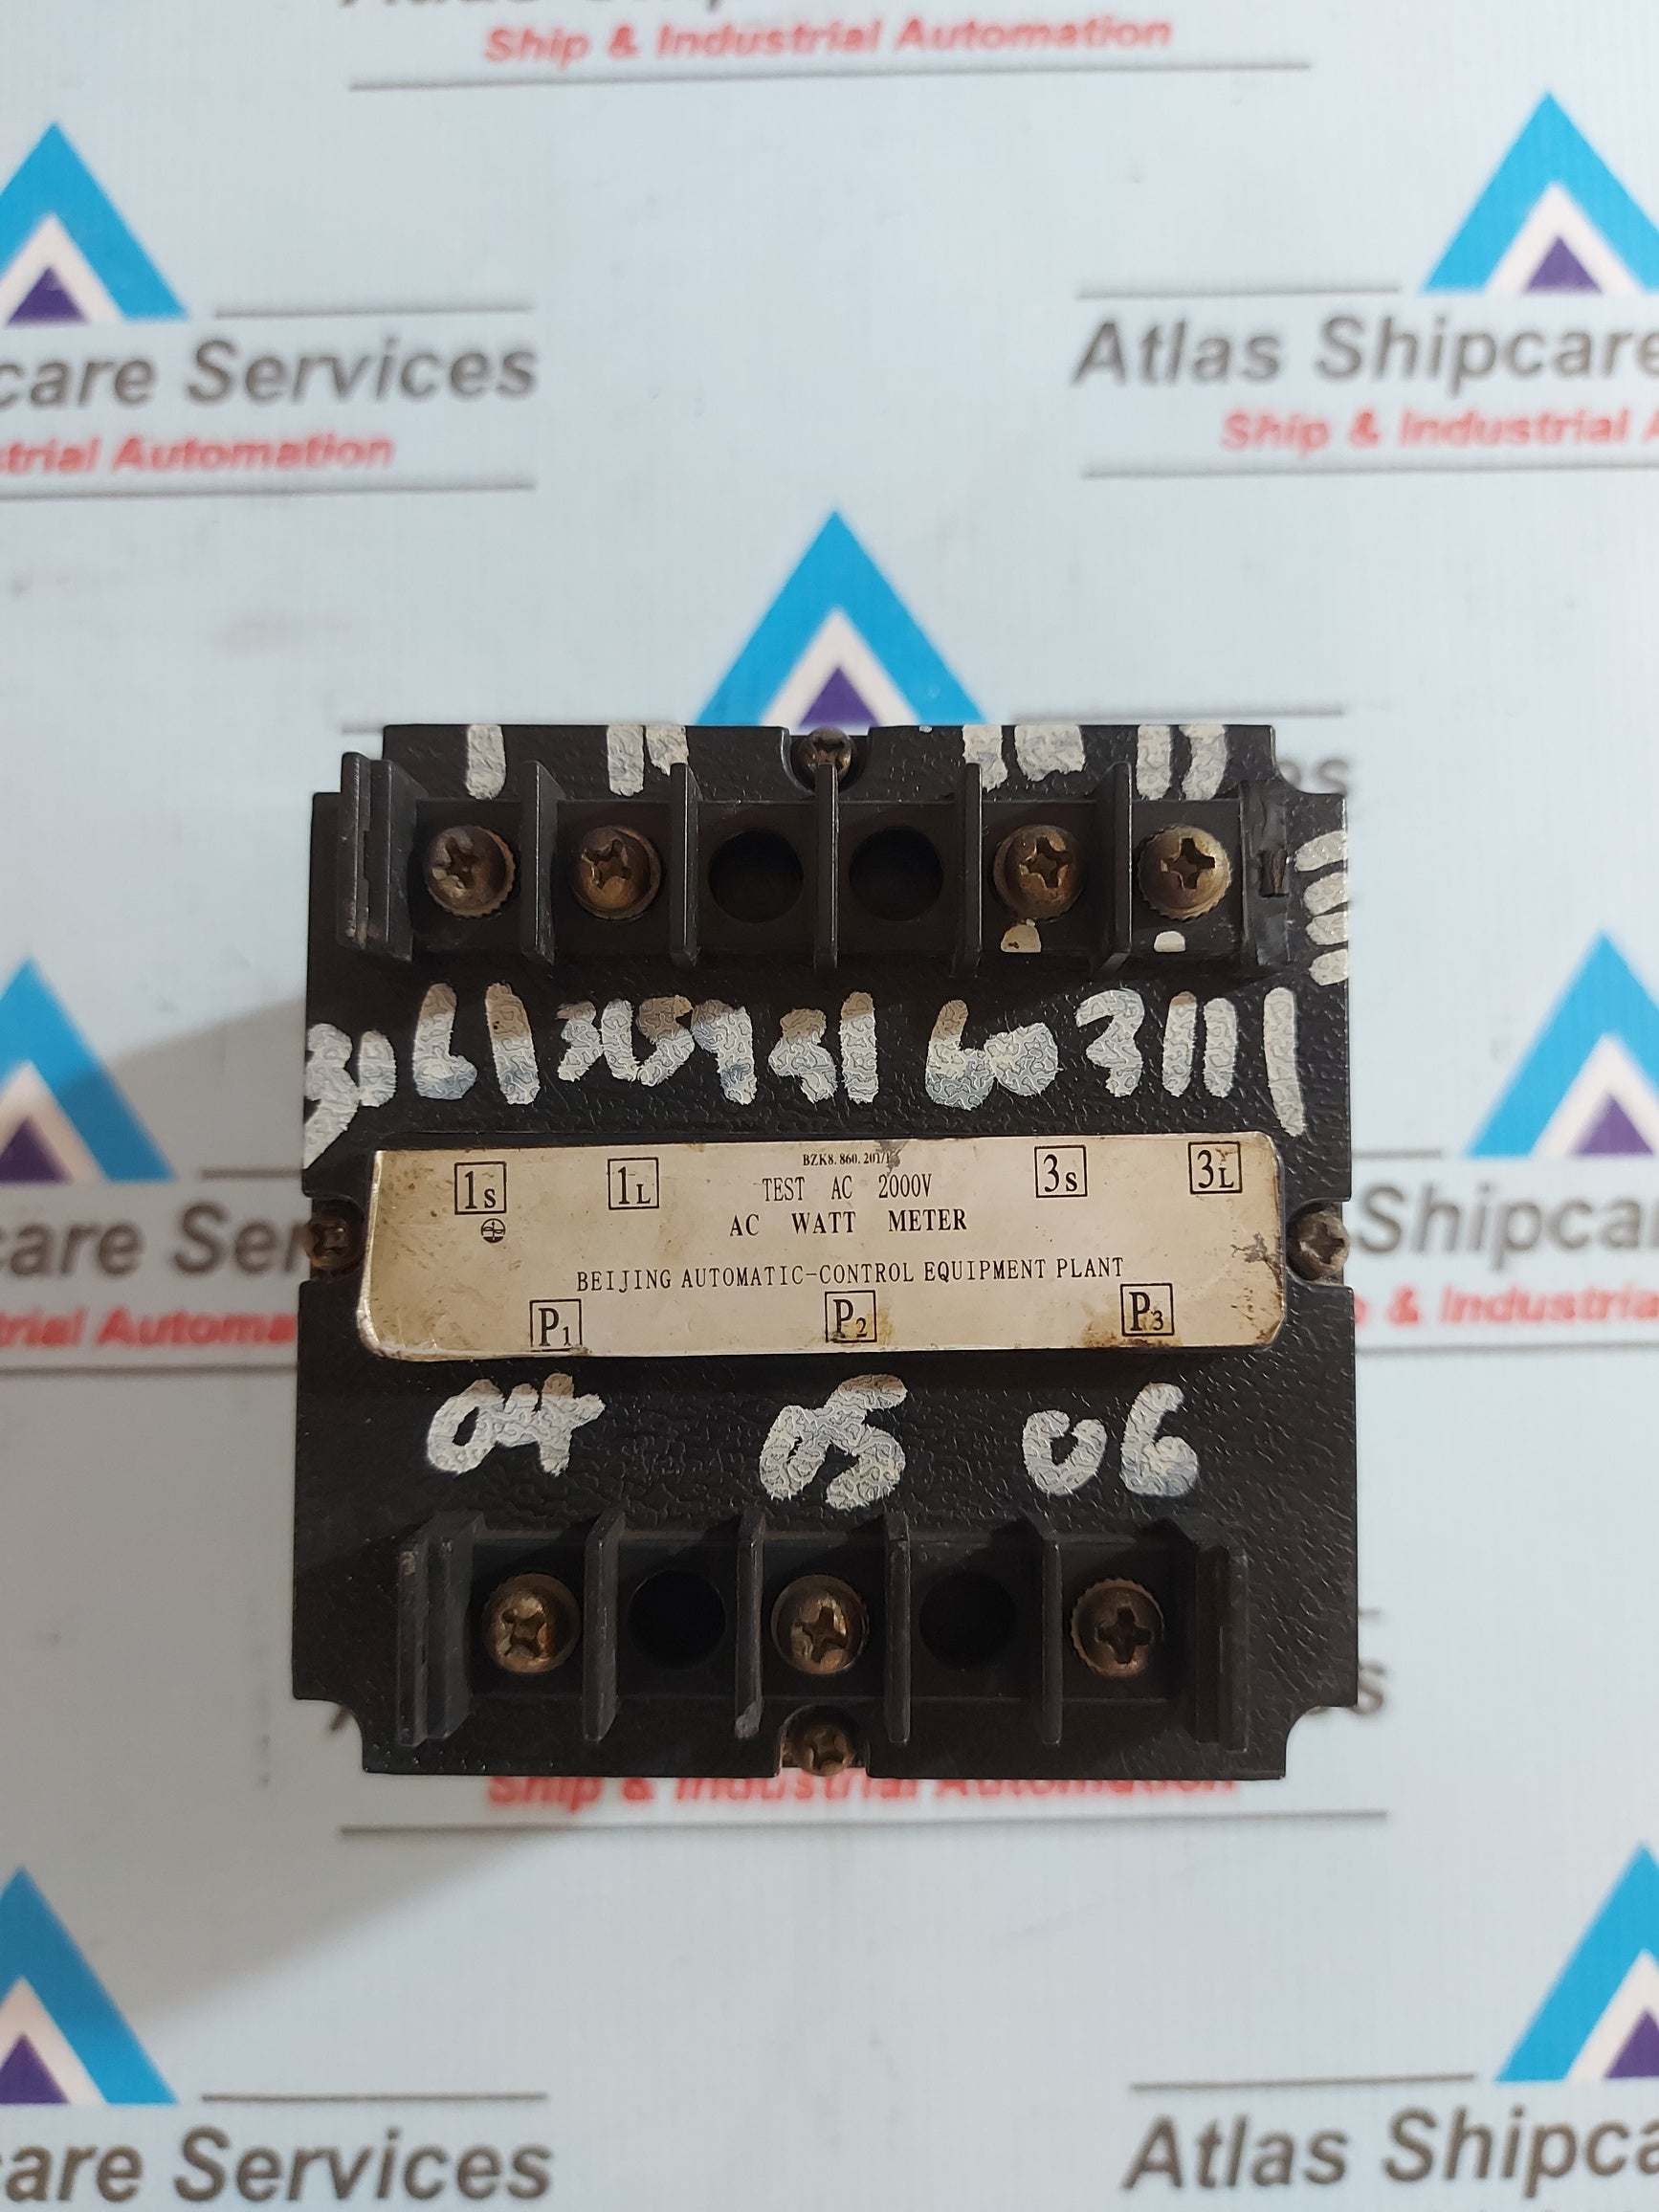 Ship & Industrial Automation
care Services
Atlas Shipcare
trial Automation
Ship & Industrial A
1S 1L BZK8.860.201/1 3S 3L
TEST AC 2000V
AC WATT METER
BEIJING AUTOMATIC-CONTROL EQUIPMENT PLANT
P1 P2 P3
care Ser
Shipcar
trial Automa
& Industria
04 05 06
Ship & Industrial Automation
care Services
Atlas Shipca